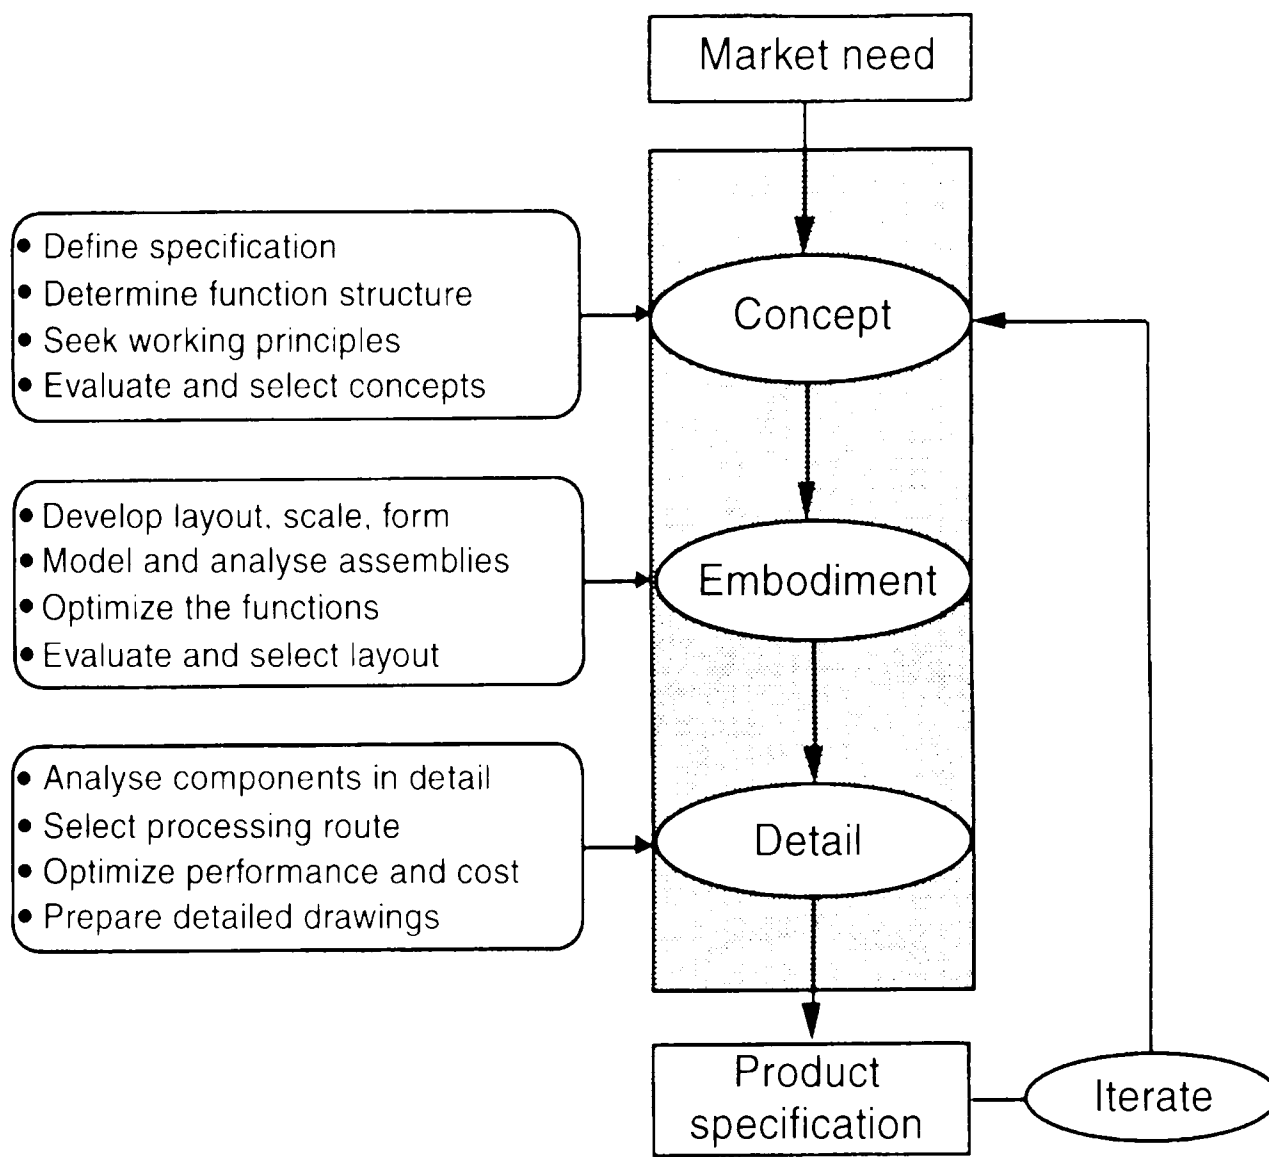 Market need
• Define specification
• Determine function structure
• Seek working principles
• Evaluate and select concepts
Concept
• Develop layout, scale, form
• Model and analyse assemblies
• Optimize the functions
• Evaluate and select layout
Embodiment
• Analyse components in detail
• Select processing route
• Optimize performance and cost
• Prepare detailed drawings
Detail
Product
specification
Iterate